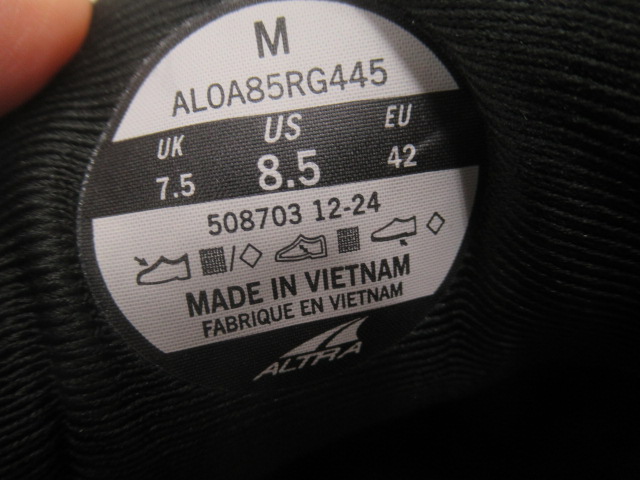 M
AL0A85RG445
UK US EU
7.5 8.5 42
508703 12-24
/
MADE IN VIETNAM
FABRIQUE EN VIETNAM
ALTRA